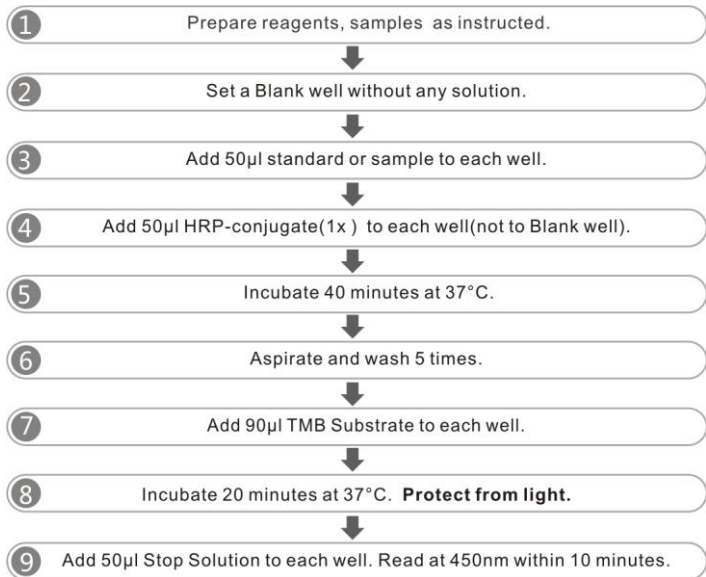 1 Prepare reagents, samples as instructed.
2 Set a Blank well without any solution.
3 Add 50µl standard or sample to each well.
4 Add 50µl HRP-conjugate(1x ) to each well(not to Blank well).
5 Incubate 40 minutes at 37°C.
6 Aspirate and wash 5 times.
7 Add 90µl TMB Substrate to each well.
8 Incubate 20 minutes at 37°C. Protect from light.
9 Add 50µl Stop Solution to each well. Read at 450nm within 10 minutes.